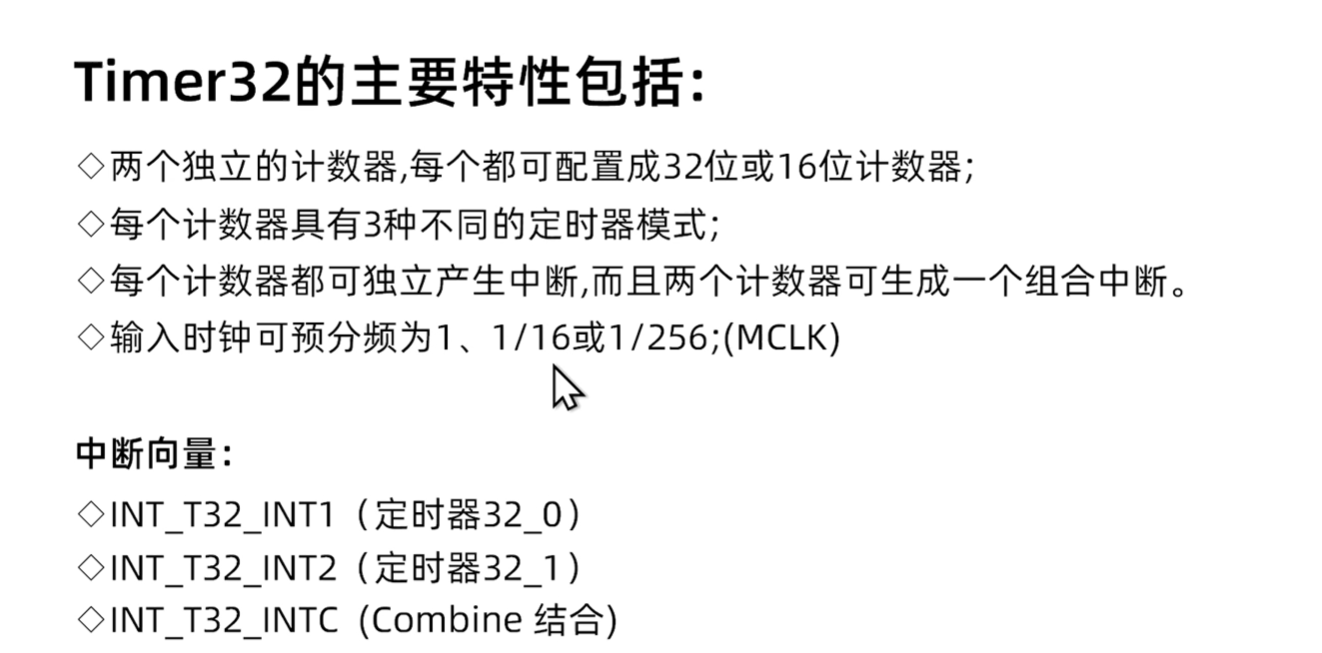 Timer32的主要特性包括:
◇两个独立的计数器,每个都可配置成32位或16位计数器;
◇每个计数器具有3种不同的定时器模式;
◇每个计数器都可独立产生中断,而且两个计数器可生成一个组合中断。
◇输入时钟可预分频为1、1/16或1/256;(MCLK)
中断向量:
◇INT_T32_INT1（定时器32_0）
◇INT_T32_INT2（定时器32_1）
◇INT_T32_INTC (Combine 结合)